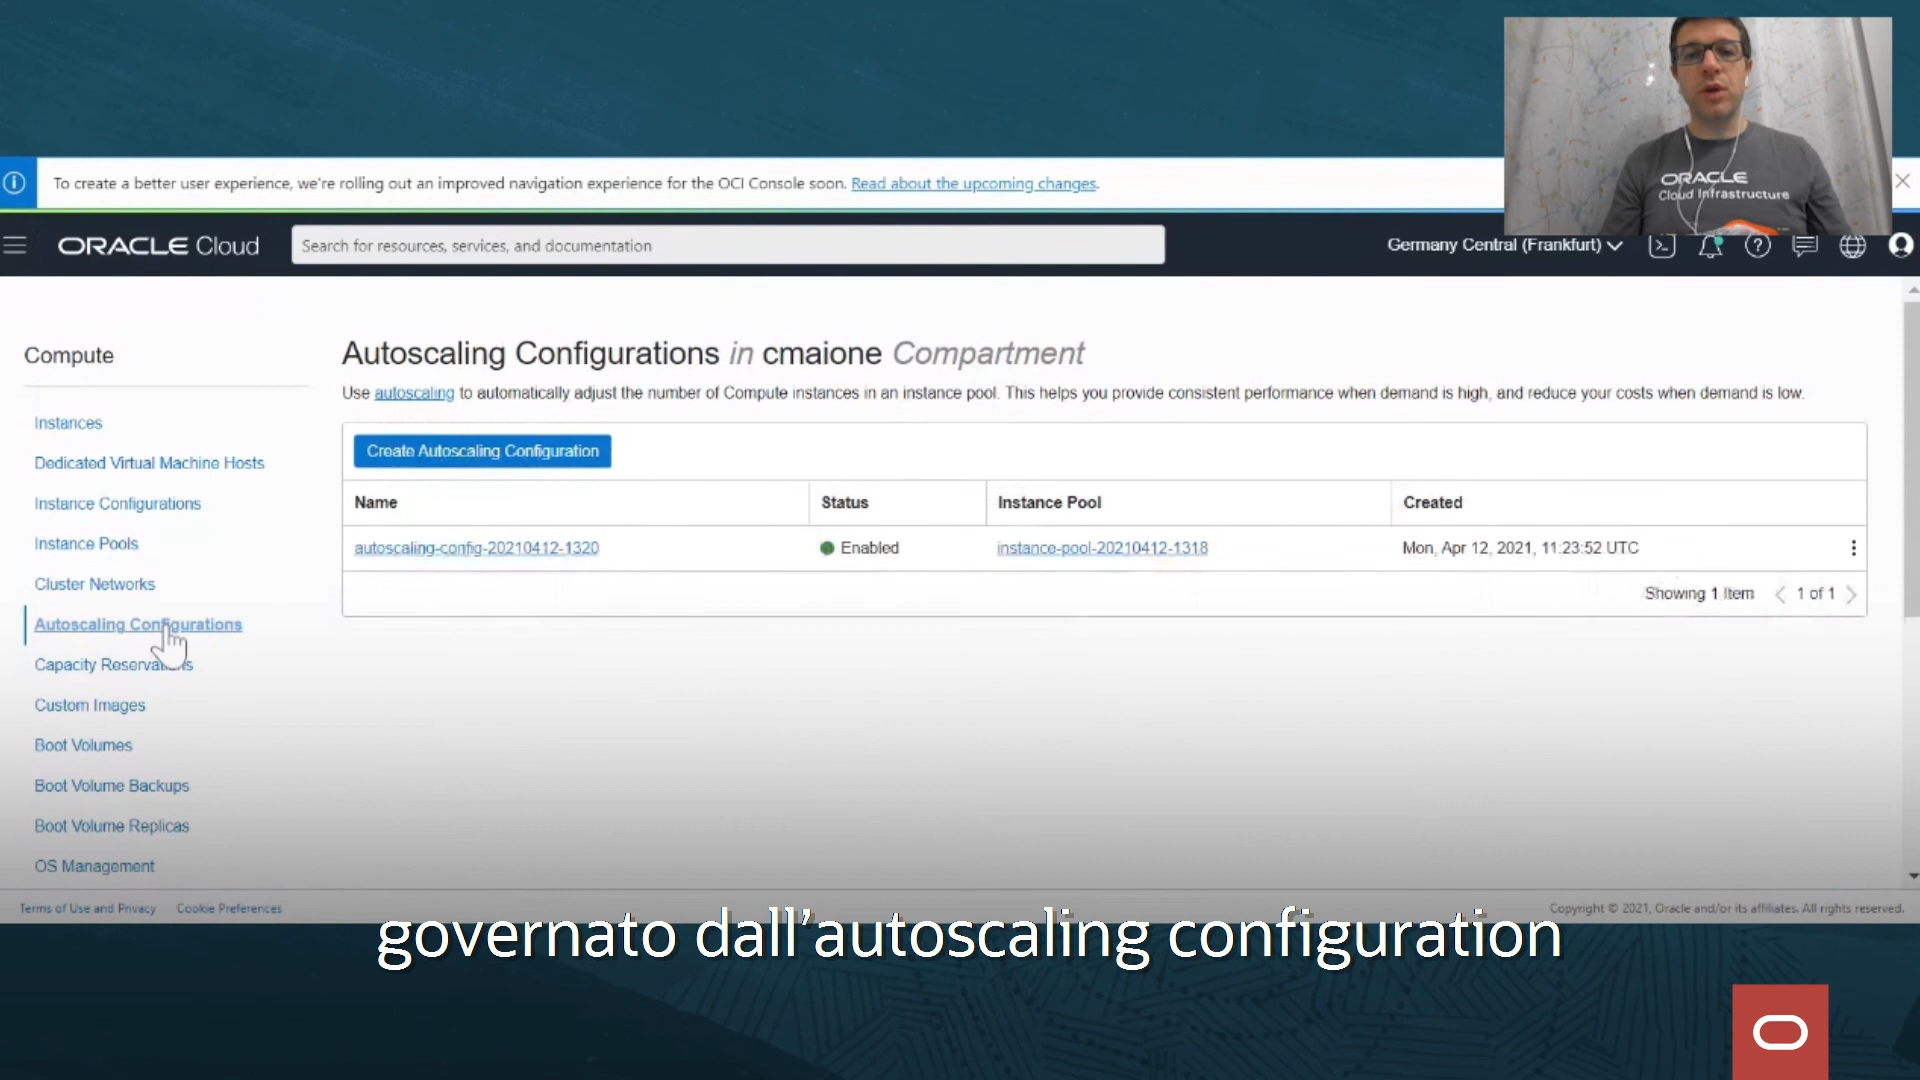 ORACLE
Cloud Infrastructure
To create a better user experience, we're rolling out an improved navigation experience for the OCI Console soon. Read about the upcoming changes.
ORACLE Cloud
Search for resources, services, and documentation
Germany Central (Frankfurt)
Compute
Instances
Dedicated Virtual Machine Hosts
Instance Configurations
Instance Pools
Cluster Networks
Autoscaling Configurations
Capacity Reservations
Custom Images
Boot Volumes
Boot Volume Backups
Boot Volume Replicas
OS Management
Autoscaling Configurations in cmaione Compartment
Use autoscaling to automatically adjust the number of Compute instances in an instance pool. This helps you provide consistent performance when demand is high, and reduce your costs when demand is low.
Create Autoscaling Configuration
Name Status Instance Pool Created
autoscaling-config-20210412-1320 Enabled instance-pool-20210412-1318 Mon, Apr 12, 2021, 11:23:52 UTC
Showing 1 Item < 1 of 1 >
Terms of Use and Privacy Cookie Preferences
Copyright © 2021, Oracle and/or its affiliates. All rights reserved.
governato dall'autoscaling configuration